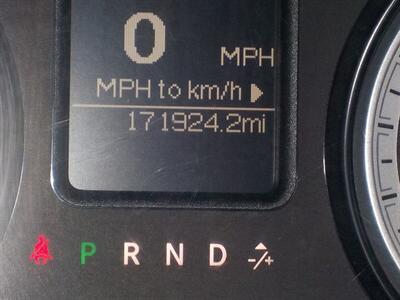 0 MPH
MPH to km/h ▶
171924.2mi
P R N D -/+